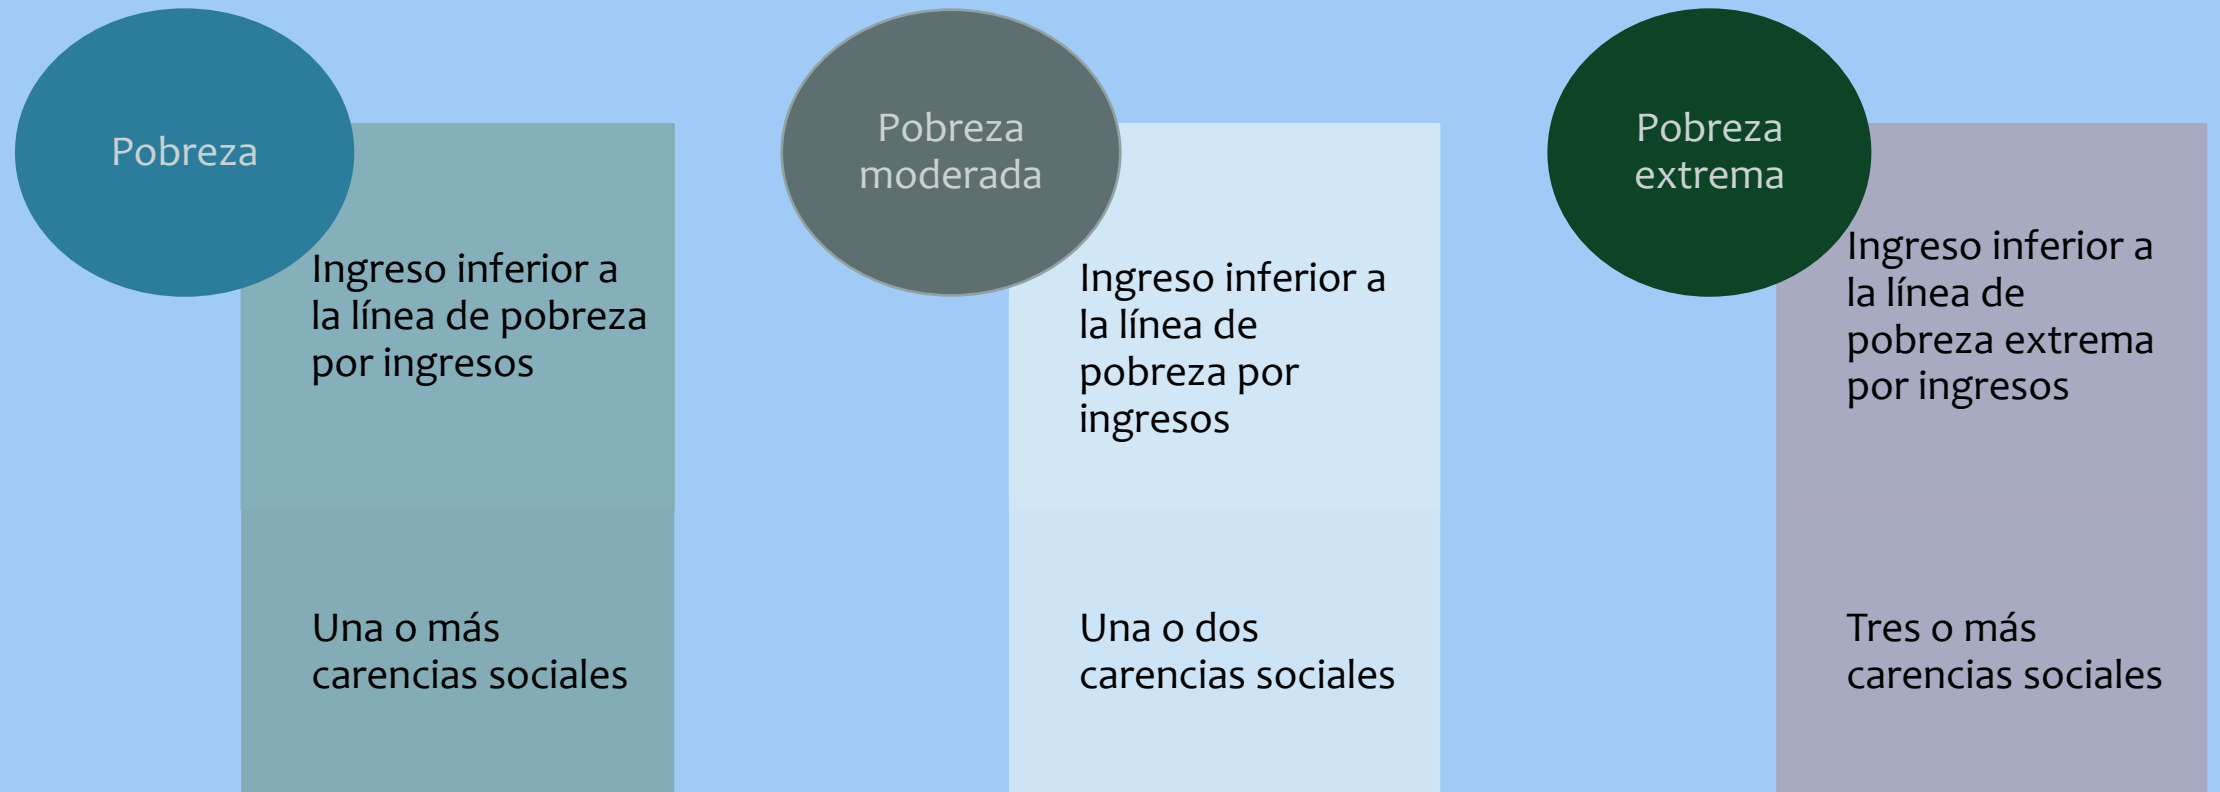 Pobreza
Ingreso inferior a
la línea de pobreza
por ingresos
Una o más
carencias sociales
Pobreza
moderada
Ingreso inferior a
la línea de
pobreza por
ingresos
Una o dos
carencias sociales
Pobreza
extrema
Ingreso inferior a
la línea de
pobreza extrema
por ingresos
Tres o más
carencias sociales